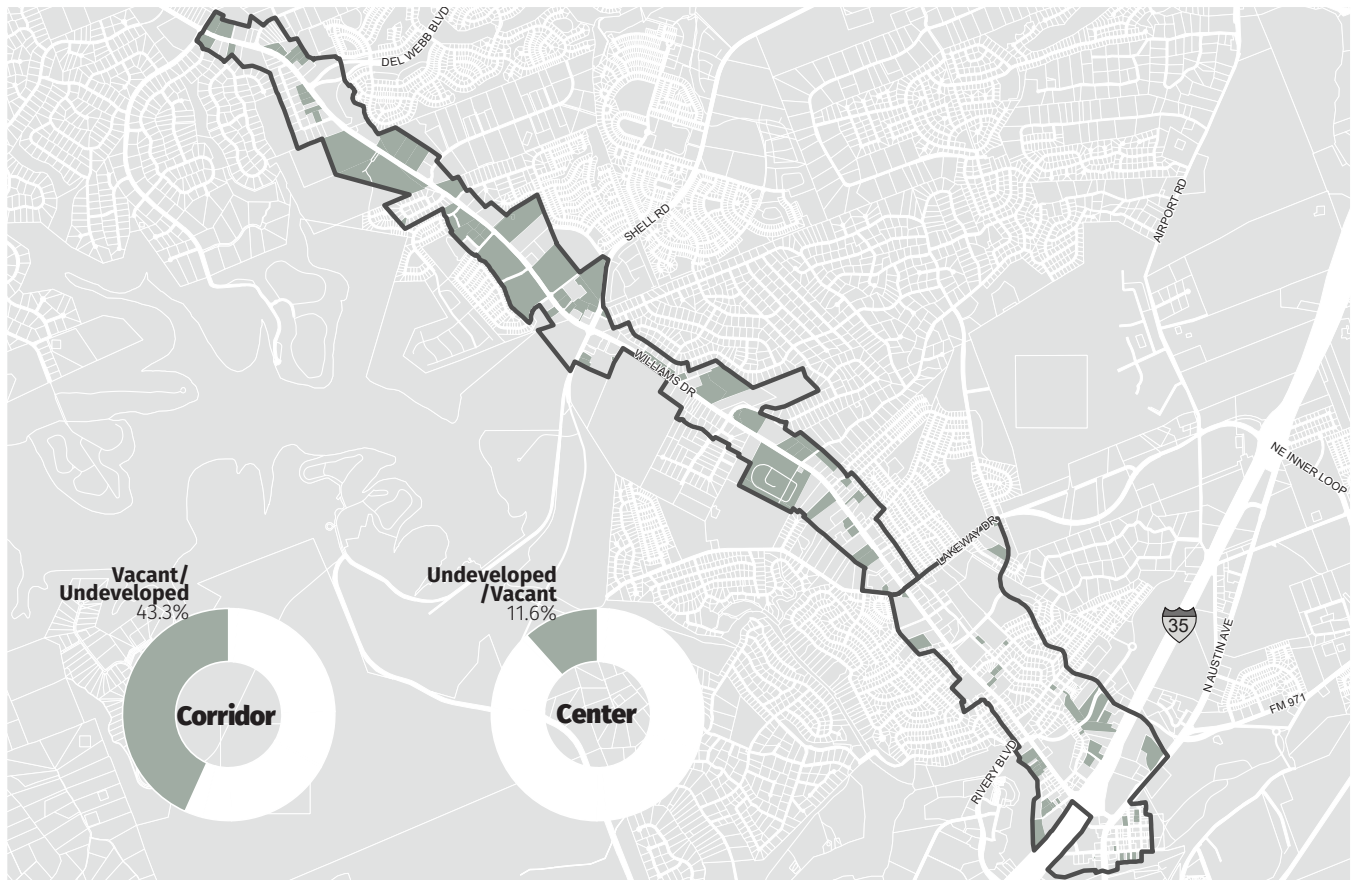 DEL WEBB BLVD
SHELL RD
AIRPORT RD
WILLIAMS DR
NE INNER LOOP
LAKEWAY DR
35
N AUSTIN AVE
FM 971
RIVERY BLVD
Vacant/
Undeveloped
43.3%
Corridor
Undeveloped
/Vacant
11.6%
Center